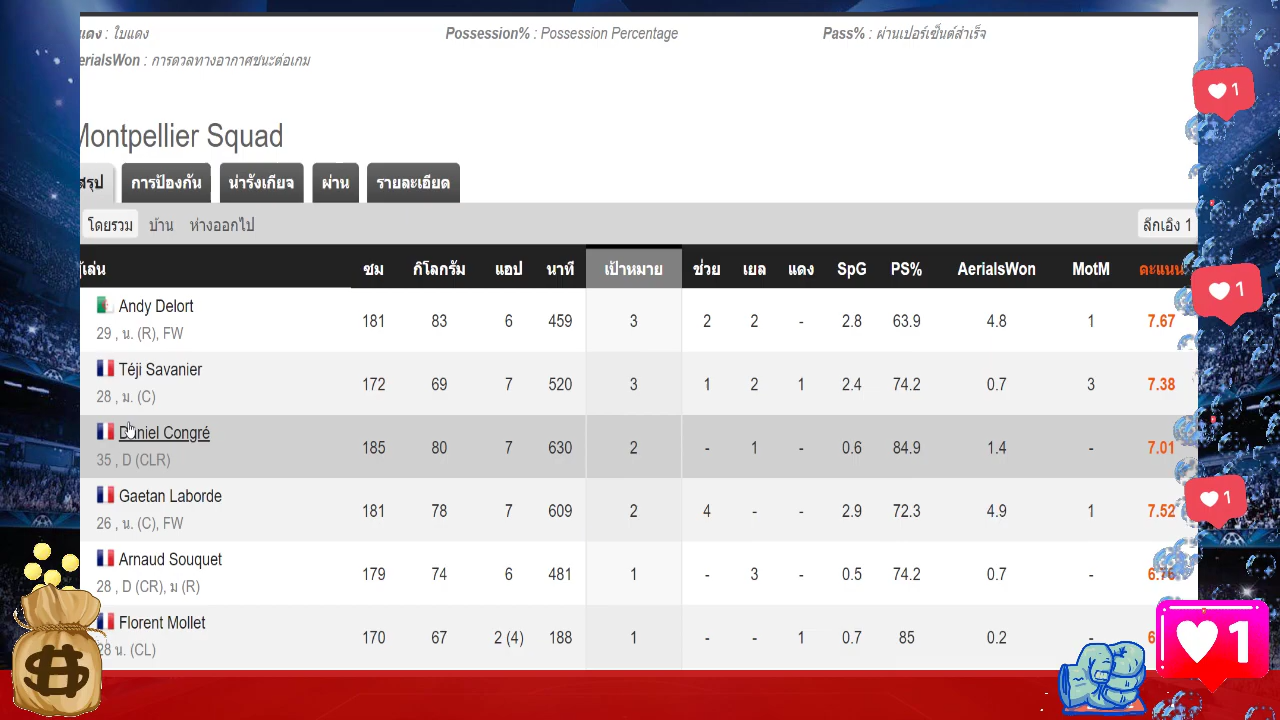 แดง : ใบแดง Possession% : Possession Percentage Pass% : ผ่านเปอร์เซ็นต์สำเร็จ
erialsWon : การดวลทางอากาศชนะต่อเกม
Montpellier Squad
สรุป การป้องกัน น่ารังเกียจ ผ่าน รายละเอียด
โดยรวม บ้าน ห่างออกไป ลีกเอิง 1
เล่น ซม กิโลกรัม แอป นาที เป้าหมาย ช่วย เยล แดง SpG PS% AerialsWon MotM คะแนน
Andy Delort
29 , น. (R), FW
181 83 6 459 3 2 2 - 2.8 63.9 4.8 1 7.67
Téji Savanier
28 , ม. (C)
172 69 7 520 3 1 2 1 2.4 74.2 0.7 3 7.38
Daniel Congré
35 , D (CLR)
185 80 7 630 2 - 1 - 0.6 84.9 1.4 - 7.01
Gaetan Laborde
26 , น. (C), FW
181 78 7 609 2 4 - - 2.9 72.3 4.9 1 7.52
Arnaud Souquet
28 , D (CR), ม (R)
179 74 6 481 1 - 3 - 0.5 74.2 0.7 - 6.76
Florent Mollet
28 น. (CL)
170 67 2 (4) 188 1 - - 1 0.7 85 0.2 - 6
1
1
1
1